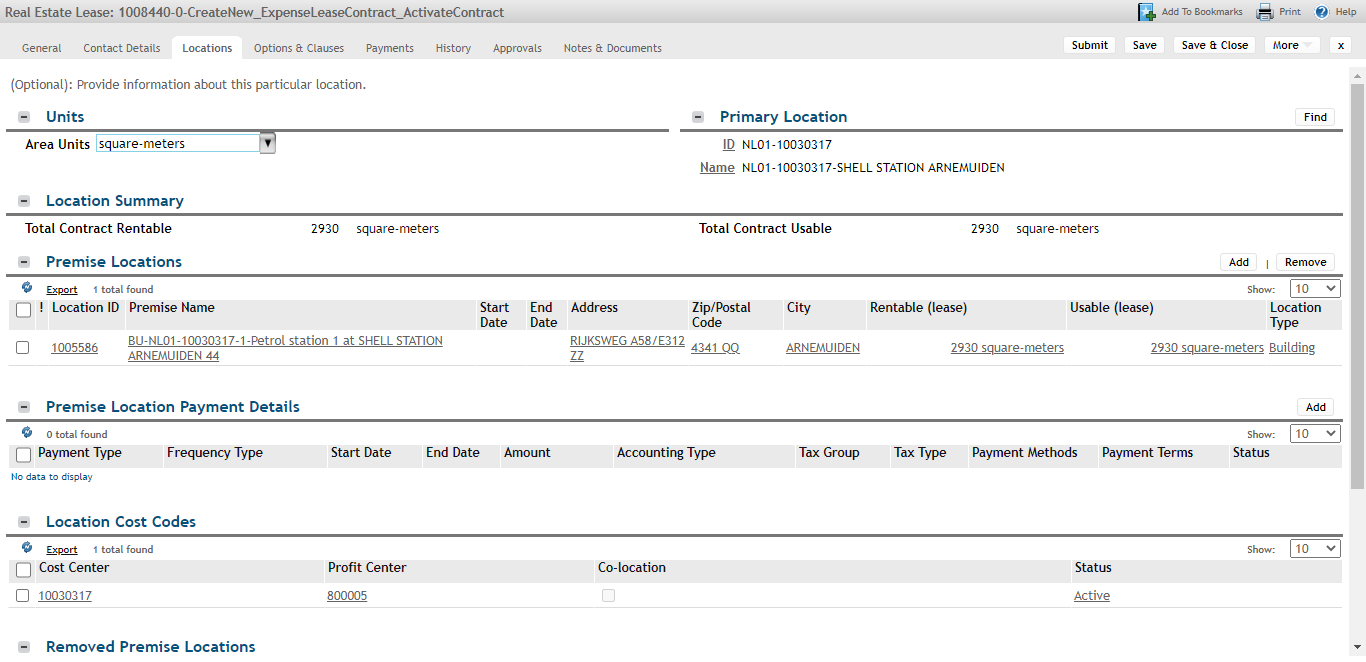 Real Estate Lease: 1008440-0-CreateNew_ExpenseLeaseContract_ActivateContract
Add To Bookmarks Print Help
General Contact Details Locations Options & Clauses Payments History Approvals Notes & Documents Submit Save Save & Close More x
(Optional): Provide information about this particular location.
Units
Primary Location Find
Area Units square-meters
ID NL01-10030317
Name NL01-10030317-SHELL STATION ARNEMUIDEN
Location Summary
Total Contract Rentable 2930 square-meters Total Contract Usable 2930 square-meters
Premise Locations Add | Remove
Export 1 total found Show: 10
! Location ID Premise Name Start Date End Date Address Zip/Postal Code City Rentable (lease) Usable (lease) Location Type
1005586 BU-NL01-10030317-1-Petrol station 1 at SHELL STATION ARNEMUIDEN 44 RIJKSWEG A58/E312 ZZ 4341 QQ ARNEMUIDEN 2930 square-meters 2930 square-meters Building
Premise Location Payment Details Add
0 total found Show: 10
Payment Type Frequency Type Start Date End Date Amount Accounting Type Tax Group Tax Type Payment Methods Payment Terms Status
No data to display
Location Cost Codes
Export 1 total found Show: 10
Cost Center Profit Center Co-location Status
10030317 800005 Active
Removed Premise Locations